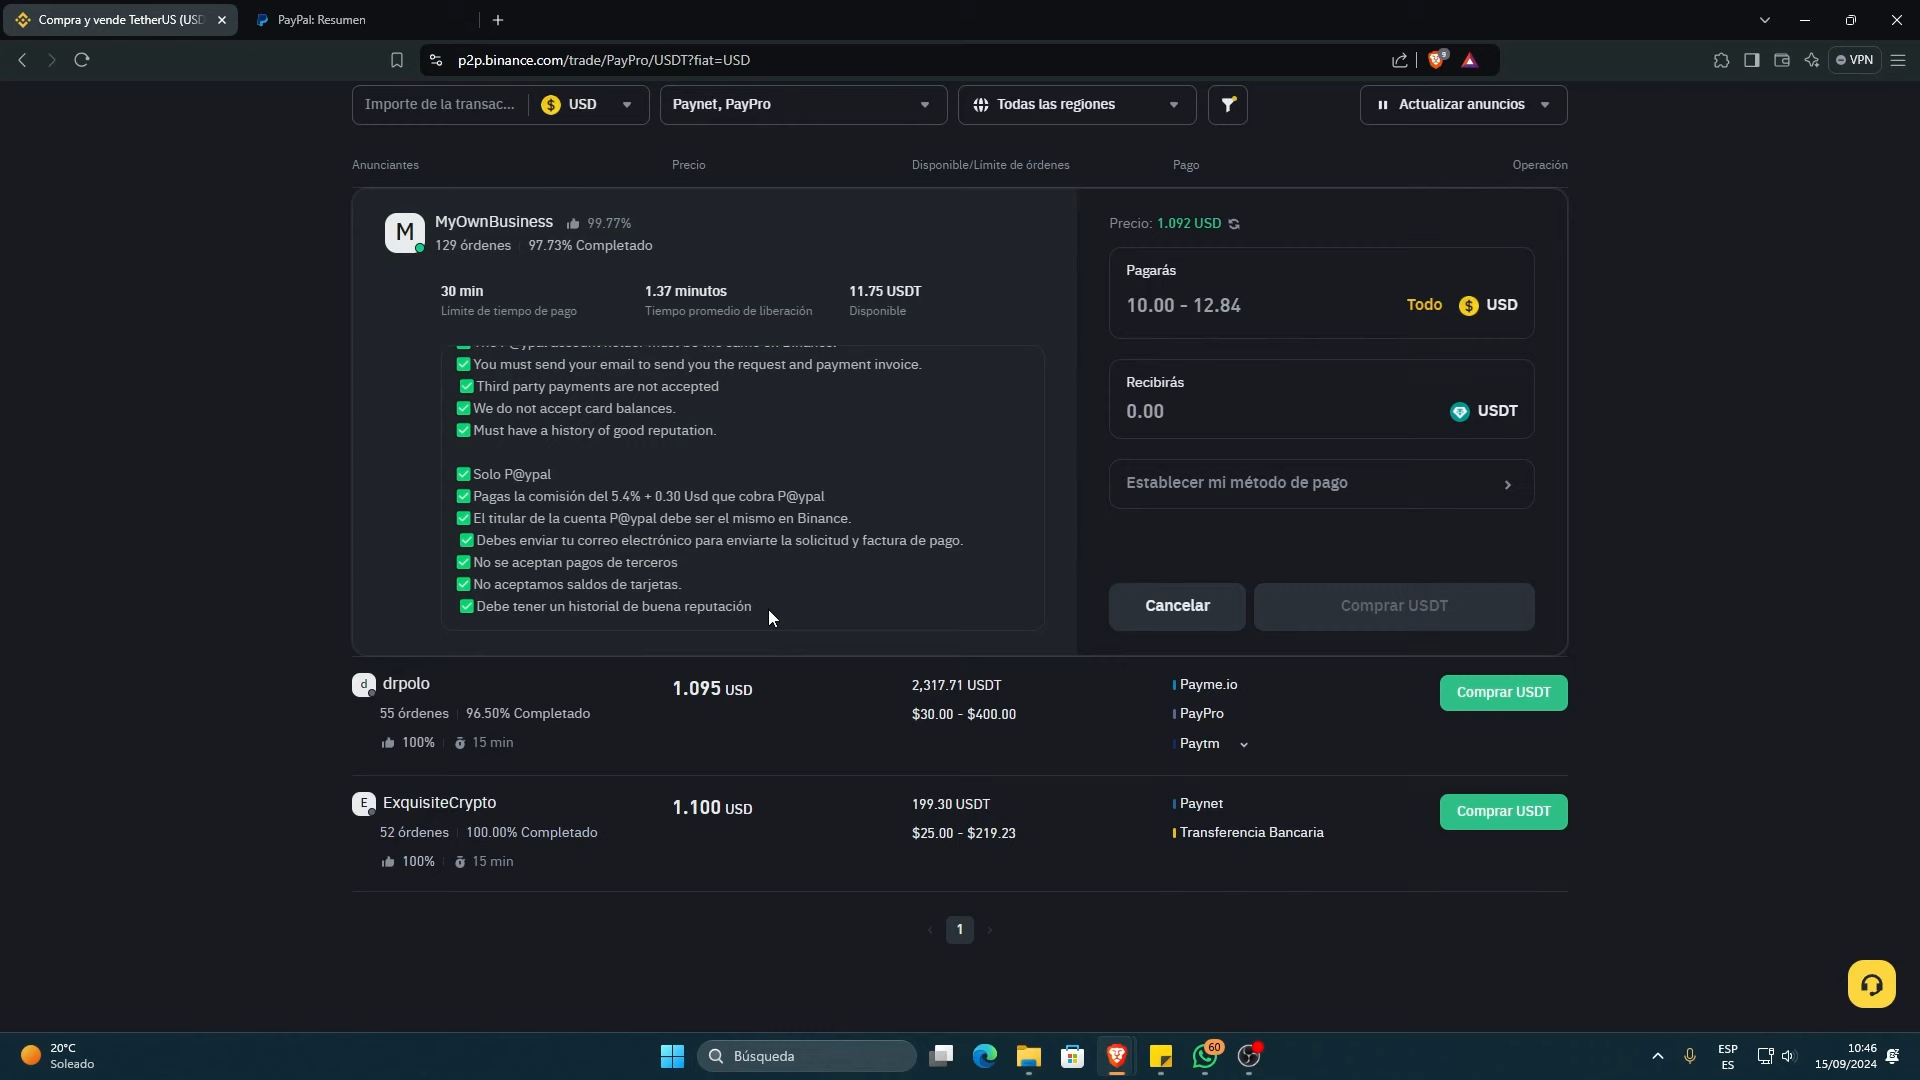 Compra y vende TetherUS (USD
PayPal: Resumen
p2p.binance.com/trade/PayPro/USDT?fiat=USD
9
VPN
Importe de la transac...
USD
Paynet, PayPro
Todas las regiones
Actualizar anuncios
Anunciantes
Precio
Disponible/Límite de órdenes
Pago
Operación
M
MyOwnBusiness
99.77%
129 órdenes
97.73% Completado
30 min
1.37 minutos
11.75 USDT
Límite de tiempo de pago
Tiempo promedio de liberación
Disponible
The P@ypal account holder must be the same on Binance.
✅You must send your email to send you the request and payment invoice.
✅Third party payments are not accepted
✅We do not accept card balances.
✅Must have a history of good reputation.
✅Solo P@ypal
✅Pagas la comisión del 5.4% + 0.30 Usd que cobra P@ypal
✅El titular de la cuenta P@ypal debe ser el mismo en Binance.
✅Debes enviar tu correo electrónico para enviarte la solicitud y factura de pago.
✅No se aceptan pagos de terceros
✅No aceptamos saldos de tarjetas.
✅Debe tener un historial de buena reputación
Precio: 1.092 USD
Pagarás
10.00 - 12.84
Todo
USD
Recibirás
0.00
USDT
Establecer mi método de pago
Cancelar
Comprar USDT
d
drpolo
55 órdenes
96.50% Completado
100%
15 min
1.095 USD
2,317.71 USDT
$30.00 - $400.00
Payme.io
PayPro
Paytm
Comprar USDT
E
ExquisiteCrypto
52 órdenes
100.00% Completado
100%
15 min
1.100 USD
199.30 USDT
$25.00 - $219.23
Paynet
Transferencia Bancaria
Comprar USDT
1
20°C
Soleado
Búsqueda
60
ESP
ES
10:46
15/09/2024